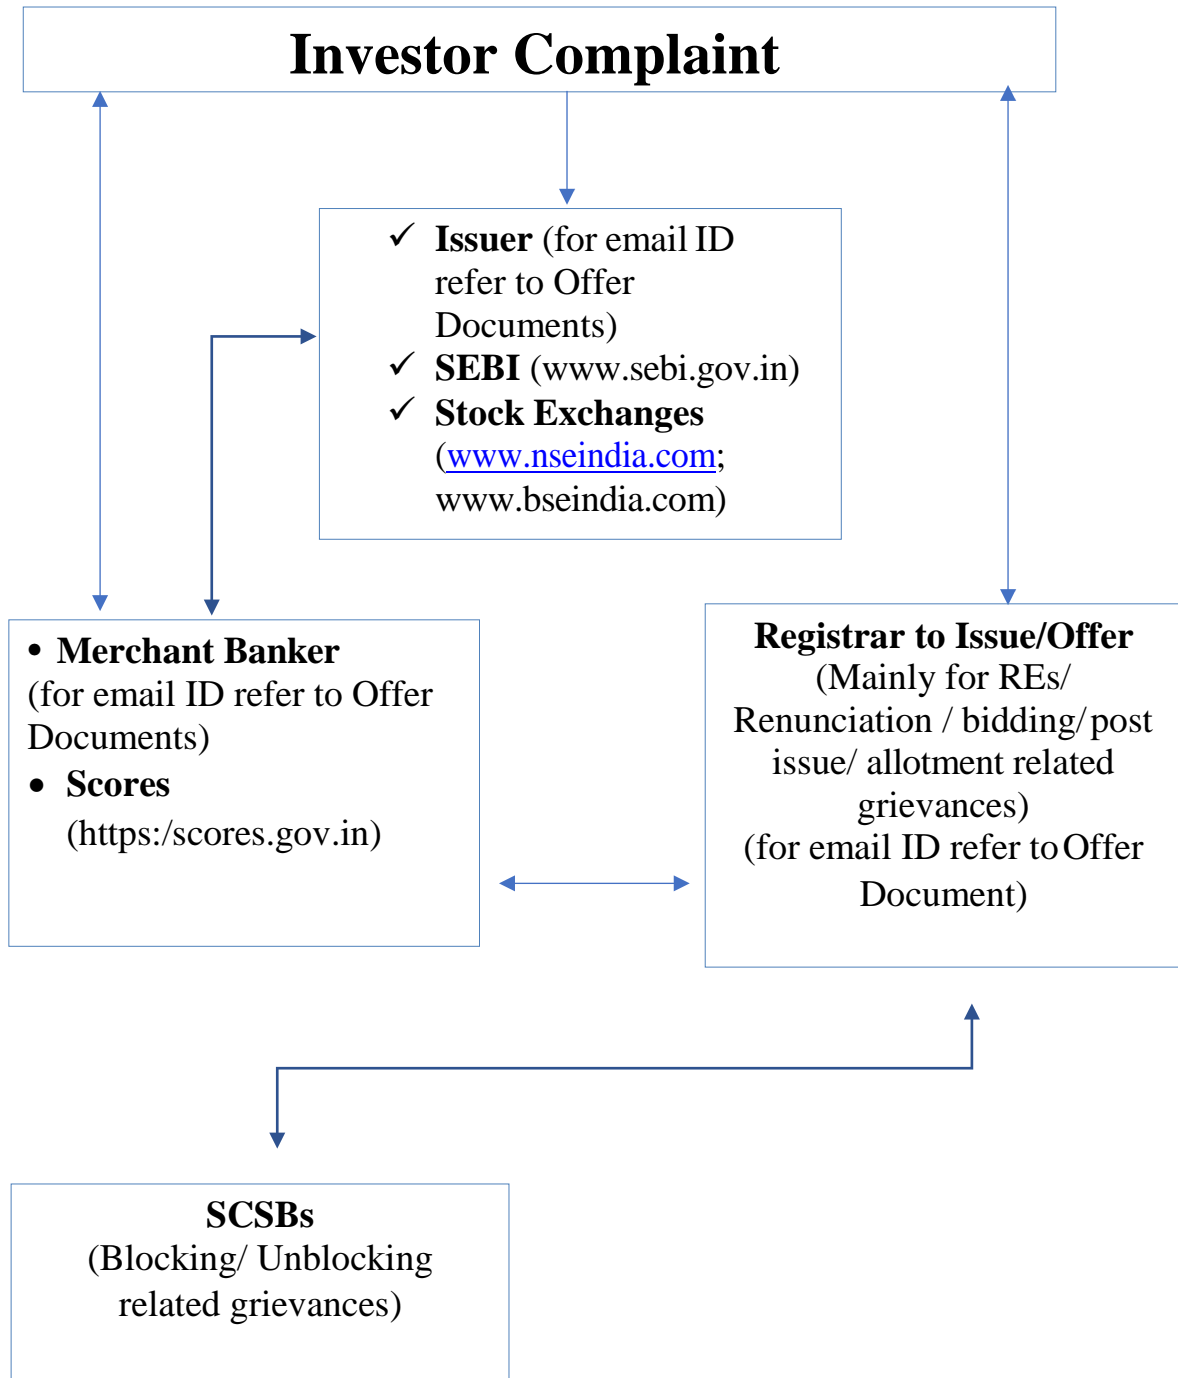 Investor Complaint
✓ Issuer (for email ID
refer to Offer
Documents)
✓ SEBI (www.sebi.gov.in)
✓ Stock Exchanges
(www.nseindia.com;
www.bseindia.com)
• Merchant Banker
(for email ID refer to Offer
Documents)
• Scores
(https:/scores.gov.in)
Registrar to Issue/Offer
(Mainly for REs/
Renunciation / bidding/ post
issue/ allotment related
grievances)
(for email ID refer to Offer
Document)
SCSBs
(Blocking/ Unblocking
related grievances)